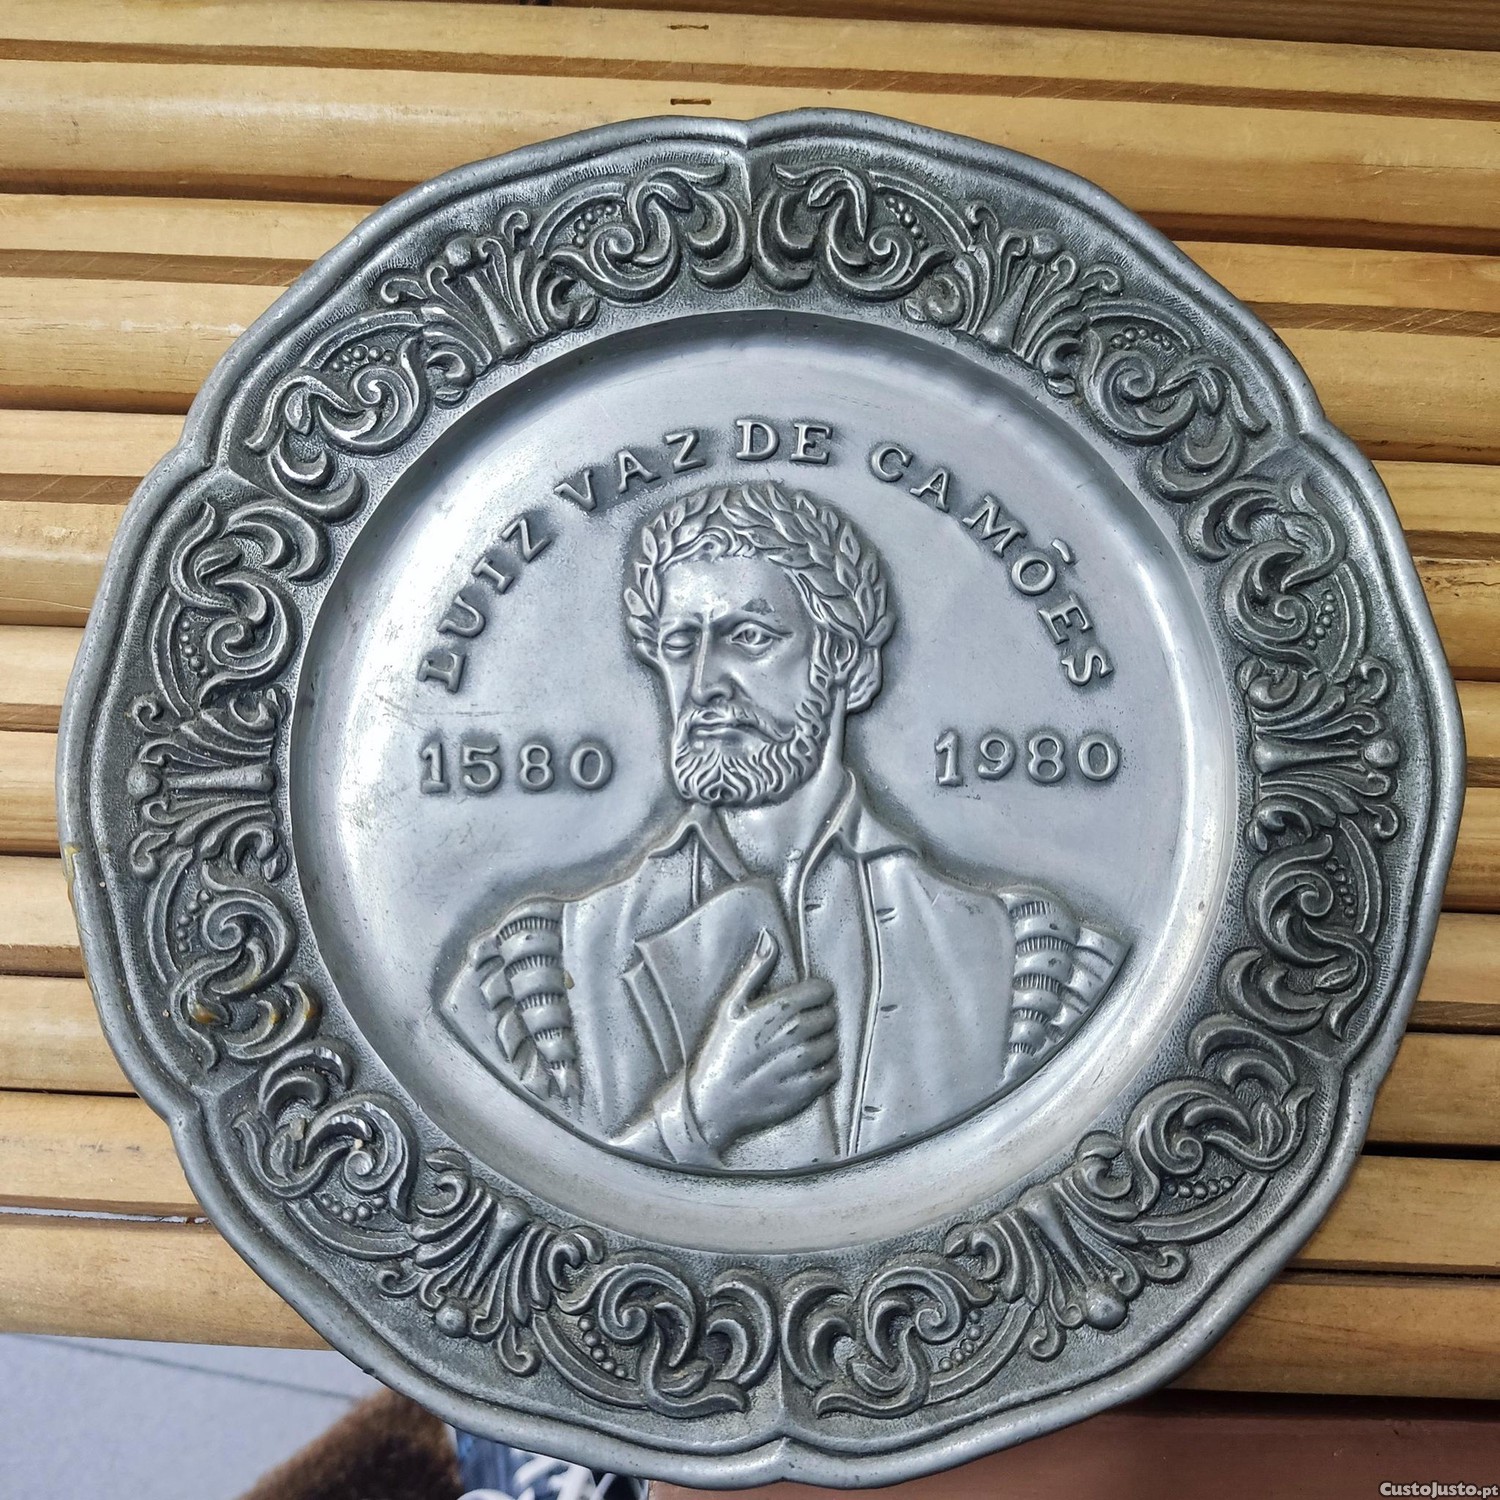 LUIZ VAZ DE CAMÕES
1580 1980
CustoJusto.pt